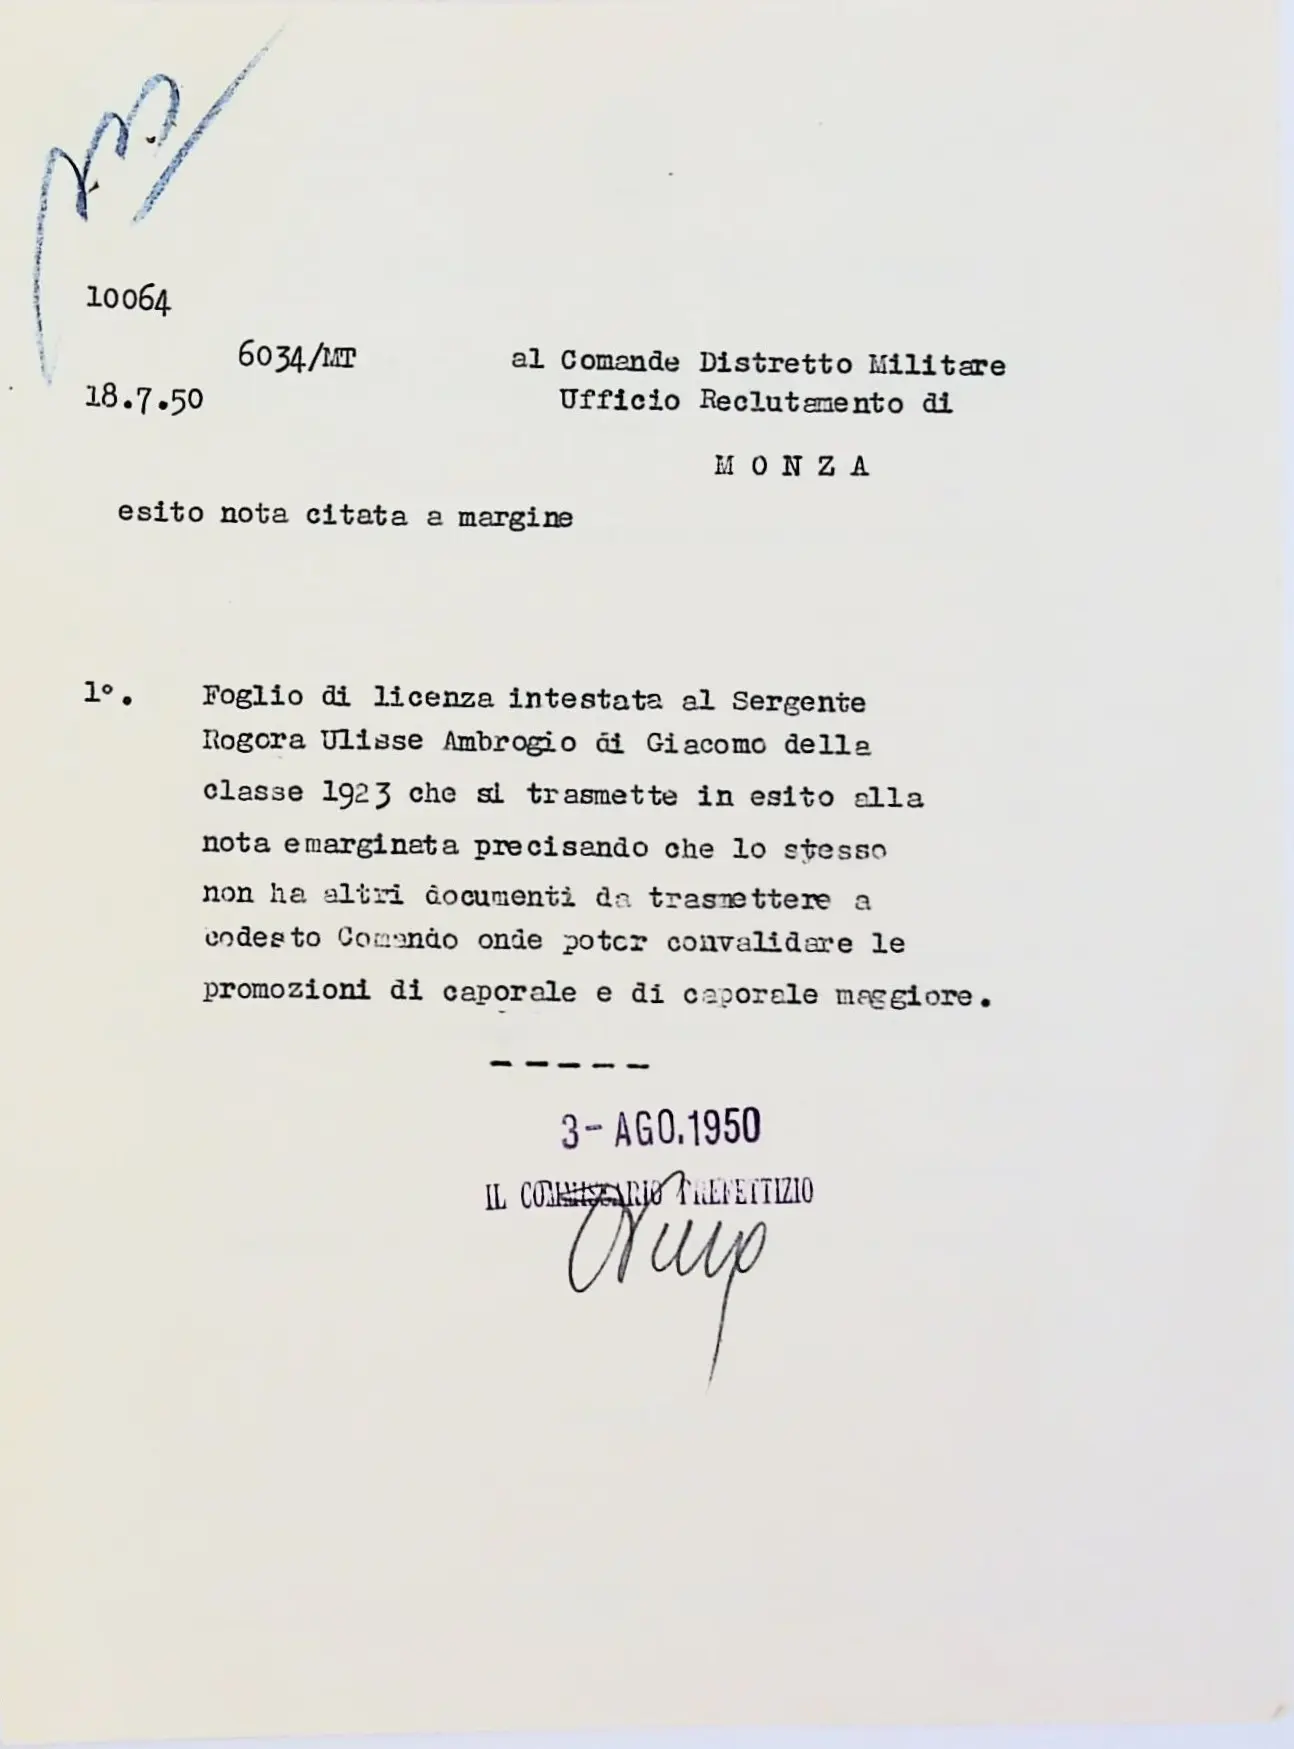 10064
6034/MT
al Comande Distretto Militare
18.7.50
Ufficio Reclutamento di
M O N Z A
esito nota citata a margine
1°. Foglio di licenza intestata al Sergente
Rogora Ulisse Ambrogio di Giacomo della
classe 1923 che si trasmette in esito alla
nota emarginata precisando che lo stesso
non ha altri documenti da trasmettere a
codesto Comando onde poter convalidare le
promozioni di caporale e di caporale maggiore.
-----
3- AGO.1950
IL COMMISSARIO PREFETTIZIO